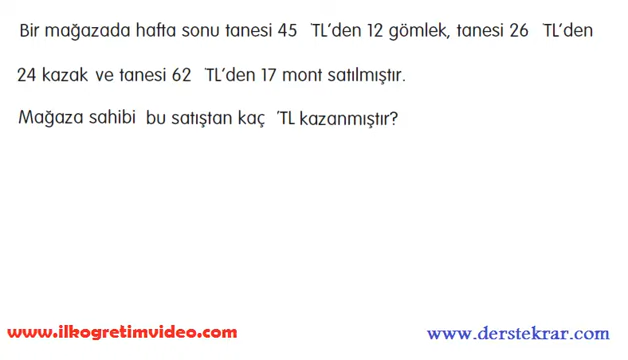 Bir mağazada hafta sonu tanesi 45 TL'den 12 gömlek, tanesi 26 TL'den
24 kazak ve tanesi 62 TL'den 17 mont satılmıştır.
Mağaza sahibi bu satıştan kaç TL kazanmıştır?
www.ilkogretimvideo.com
www.derstekrar.com